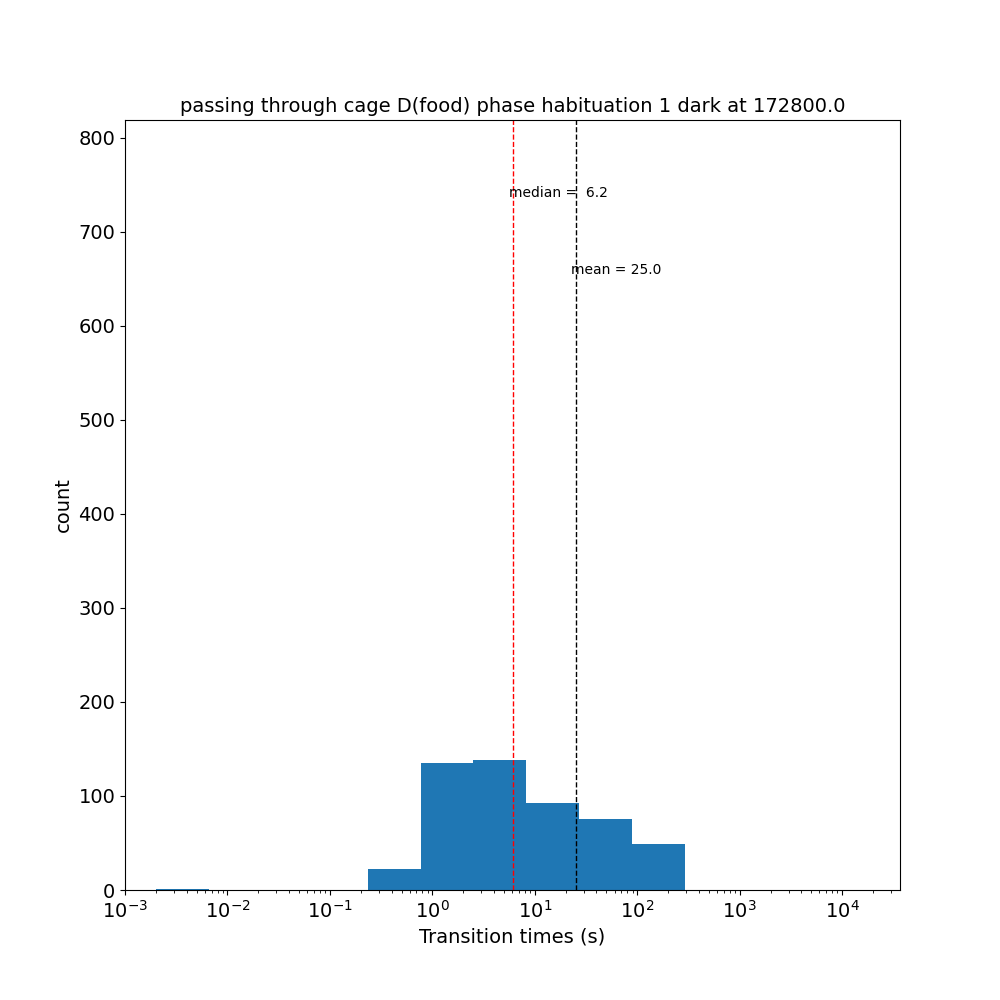 passing through cage D(food) phase habituation 1 dark at 172800.0
800
700
600
500
400
300
200
100
0
count
median =  6.2
mean = 25.0
10⁻³ 10⁻² 10⁻¹ 10⁰ 10¹ 10² 10³ 10⁴
Transition times (s)